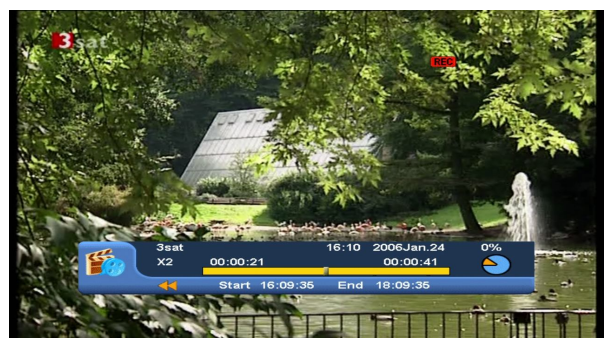 3sat
REC
3sat 16:10 2006Jan.24 0%
X2 00:00:21 00:00:41
Start 16:09:35 End 18:09:35